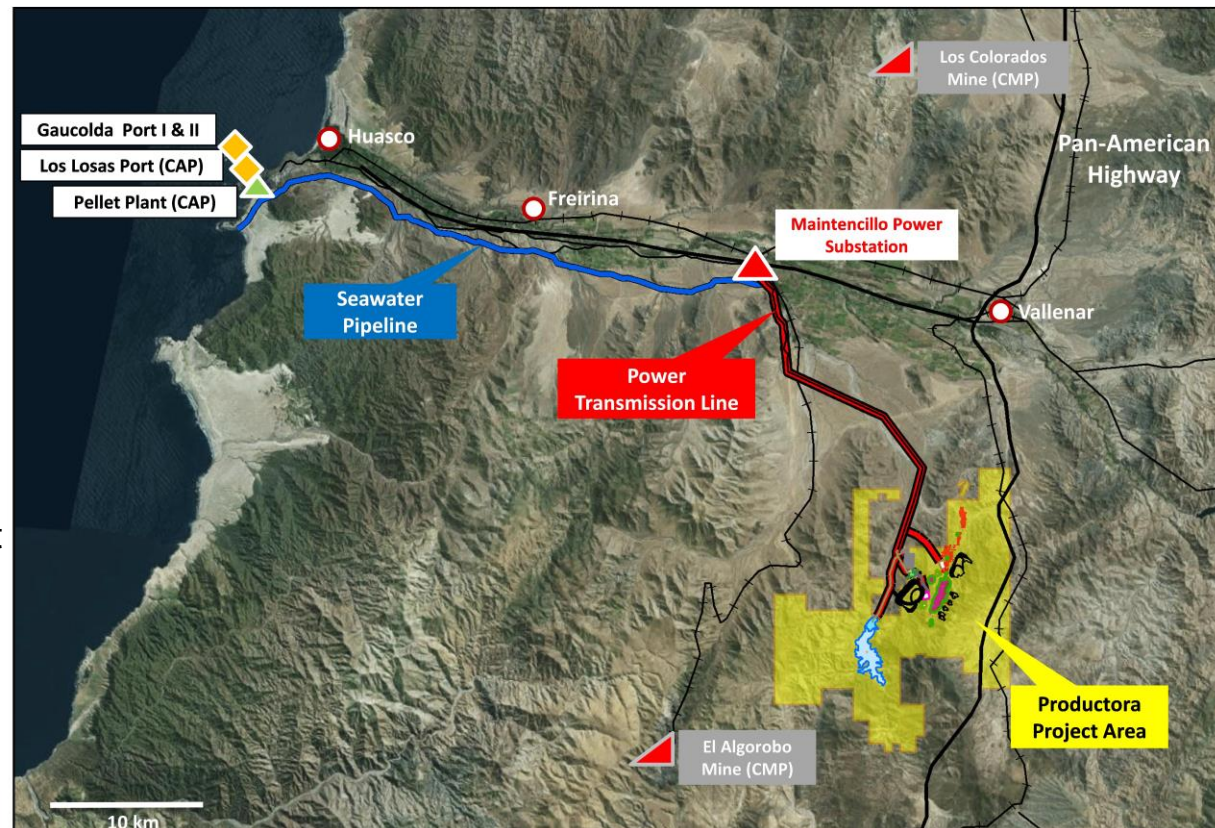 Los Colorados
Mine (CMP)
Gaucolda Port I & II
Los Losas Port (CAP)
Pellet Plant (CAP)
Huasco
Pan-American
Highway
Freirina
Maintencillo Power
Substation
Seawater
Pipeline
Vallenar
Power
Transmission Line
Productora
Project Area
El Algorobo
Mine (CMP)
10 km